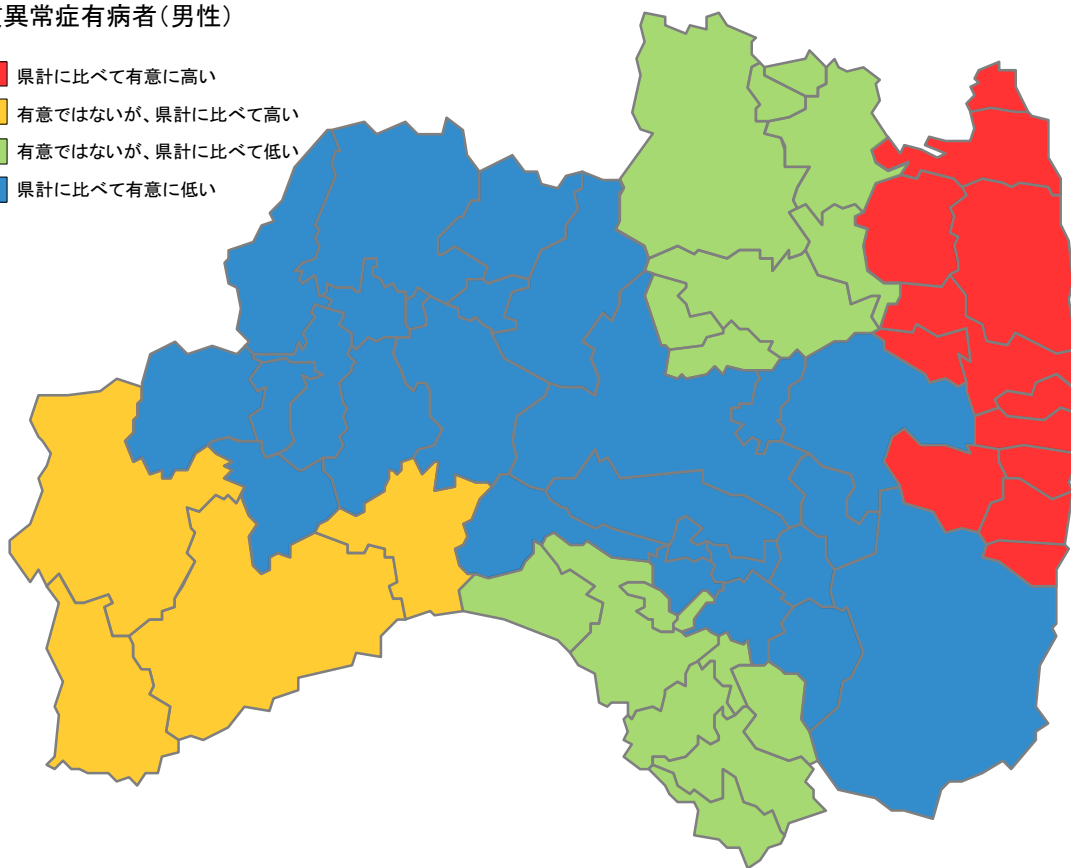 異常症有病者(男性)
県計に比べて有意に高い
有意ではないが、県計に比べて高い
有意ではないが、県計に比べて低い
県計に比べて有意に低い